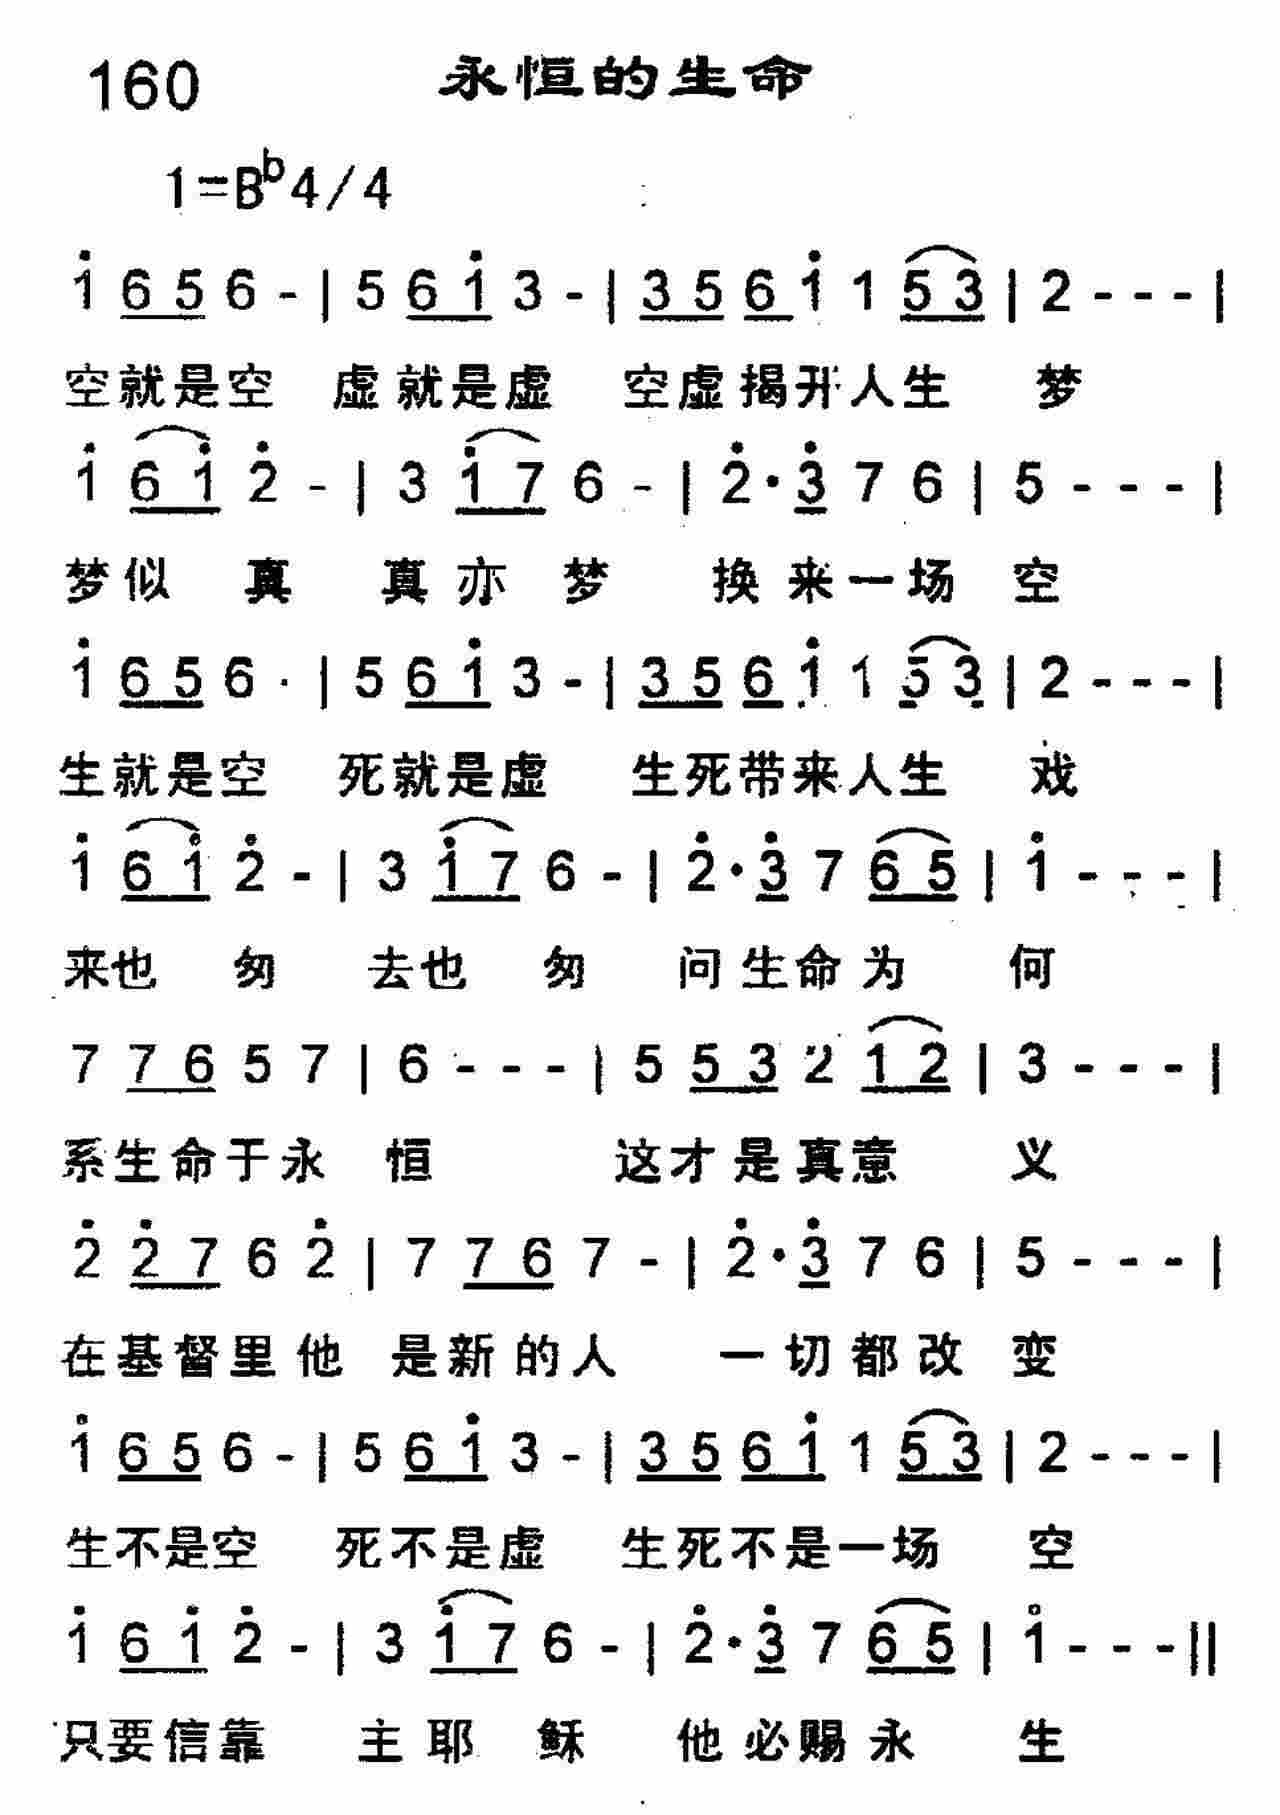 160 永恒的生命
1=B♭4/4
1̇ 6 5 6 - | 5 6 1̇ 3 - | 3 5 6 1̇ 1 5 3 | 2 - - - |
空就是空 虚就是虚 空虚揭开人生 梦
1̇ 6 1̇ 2̇ - | 3 1̇ 7 6 - | 2̇ · 3̇ 7 6 | 5 - - - |
梦似 真 真亦 梦 换来一场 空
1̇ 6 5 6 · | 5 6 1̇ 3 - | 3 5 6 1̇ 1 5 3 | 2 - - - |
生就是空 死就是虚 生死带来人生 戏
1̇ 6 1̇ 2̇ - | 3 1̇ 7 6 - | 2̇ · 3̇ 7 6 5 | 1̇ - - - |
来也 匆 去也 匆 问生命为 何
7 7 6 5 7 | 6 - - - | 5 5 3 2 1 2 | 3 - - - |
系生命于永 恒 这才是真意 义
2̇ 2̇ 7 6 2̇ | 7 7 6 7 - | 2̇ · 3̇ 7 6 | 5 - - - |
在基督里他 是新的人 一切都改 变
1̇ 6 5 6 - | 5 6 1̇ 3 - | 3 5 6 1̇ 1 5 3 | 2 - - - |
生不是空 死不是虚 生死不是一场 空
1̇ 6 1̇ 2̇ - | 3 1̇ 7 6 - | 2̇ · 3̇ 7 6 5 | 1̇ - - - ||
只要信靠 主耶 稣 他必赐永 生